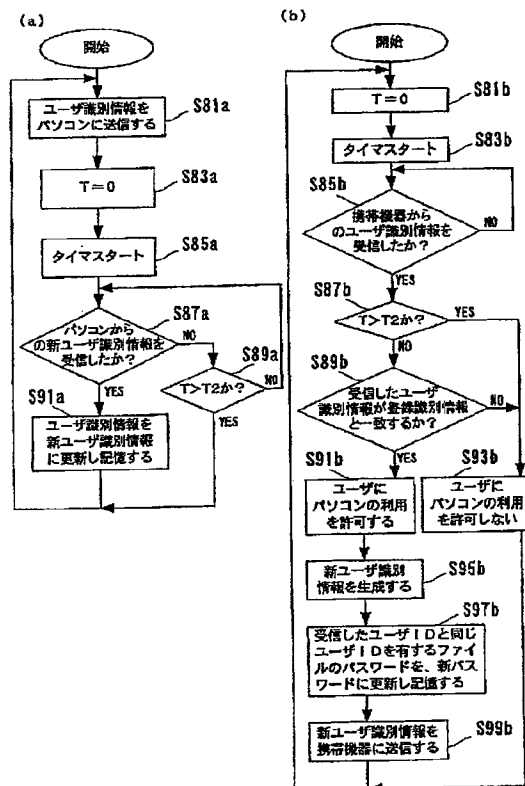 (a)
開始
ユーザ識別情報を
パソコンに送信する
S81a
T=0
S83a
タイマスタート
S85a
パソコンから
の新ユーザ識別情報を
受信したか?
S87a
NO
YES
T>T2か?
S89a
NO
YES
S91a
ユーザ識別情報を
新ユーザ識別情報
に更新し記憶する
(b)
開始
T=0
S81b
タイマスタート
S83b
S85b
携帯機器から
のユーザ識別情報を
受信したか?
NO
YES
S87b
T>T2か?
YES
NO
S89b
受信したユーザ
識別情報が登録識別情報
と一致するか?
NO
YES
S91b
ユーザに
パソコンの利用
を許可する
S93b
ユーザに
パソコンの利用
を許可しない
新ユーザ識別
情報を生成する
S95b
S97b
受信したユーザIDと同じ
ユーザIDを有するファイ
ルのパスワードを、新パス
ワードに更新し記憶する
新ユーザ識別情報を
携帯機器に送信する
S99b